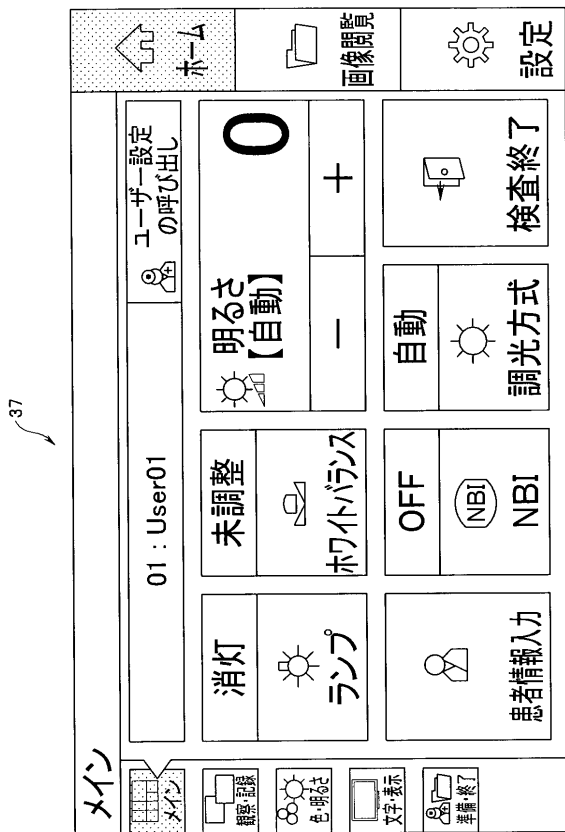 37
メイン
01：User01
ユーザー設定
の呼び出し
ホーム
画像閲覧
設定
メイン
観察・記録
色・明るさ
文字・表示
準備・終了
消灯
ランプ
未調整
ホワイトバランス
明るさ
【自動】
0
－
＋
患者情報入力
OFF
NBI
NBI
自動
調光方式
検査終了